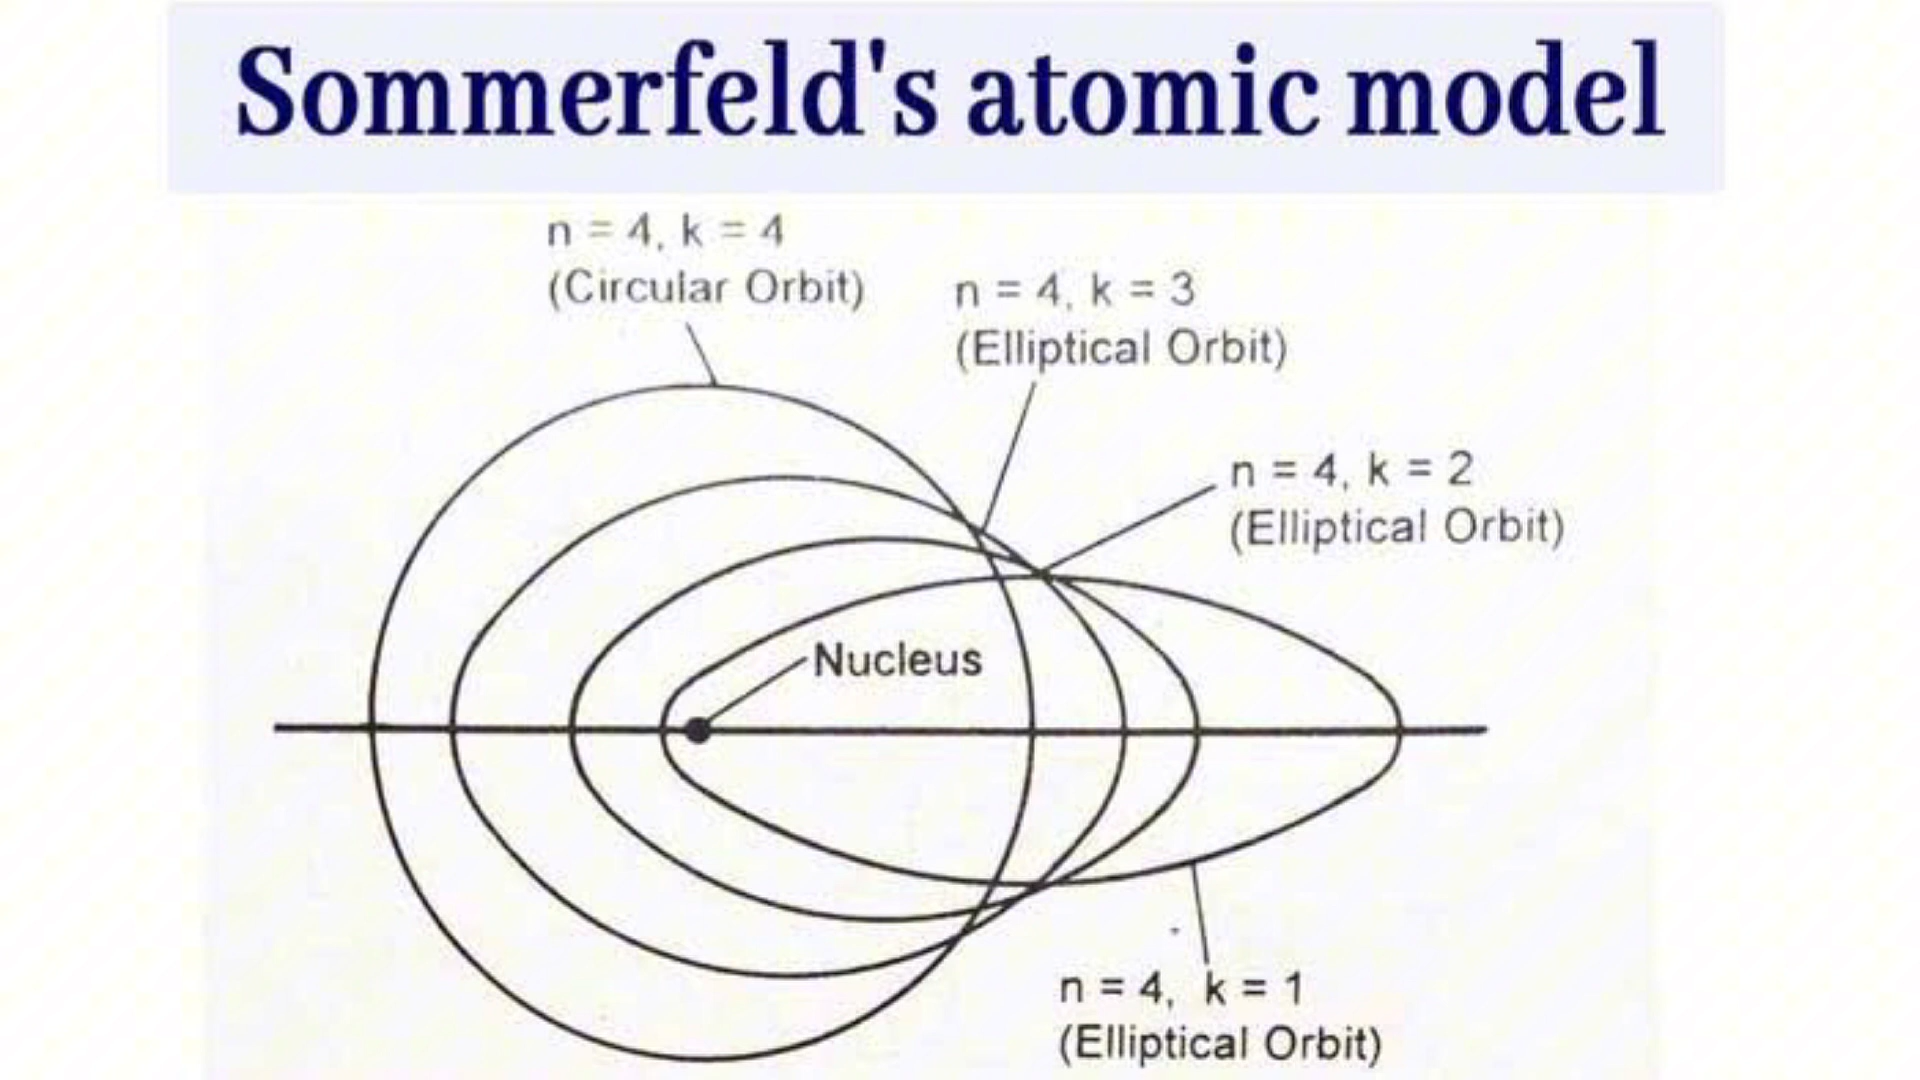 Sommerfeld's atomic model
n = 4, k = 4
(Circular Orbit)
n = 4, k = 3
(Elliptical Orbit)
n = 4, k = 2
(Elliptical Orbit)
Nucleus
n = 4, k = 1
(Elliptical Orbit)